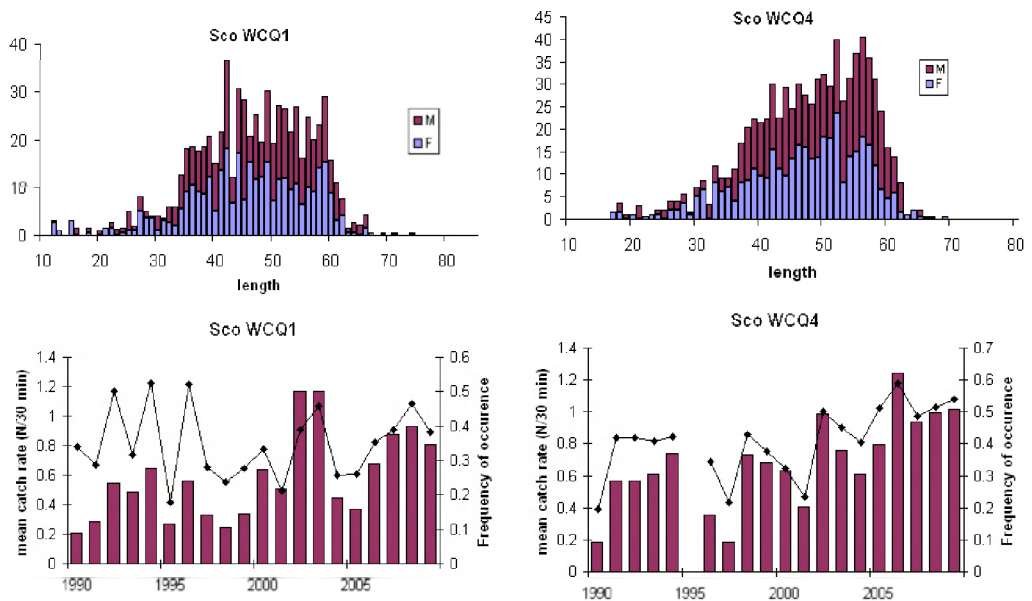 Sco WCQ1
40
30
20
10
0
10 20 30 40 50 60 70 80
length
M
F
Sco WCQ4
45
40
35
30
25
20
15
10
5
0
10 20 30 40 50 60 70 80
length
M
F
Sco WCQ1
mean catch rate (N/30 min)
1.4
1.2
1
0.8
0.6
0.4
0.2
0
1990 1995 2000 2005
0.6
0.5
0.4
0.3
0.2
0.1
0
Frequency of occurence
Sco WCQ4
mean catch rate (N/30 min)
1.4
1.2
1
0.8
0.6
0.4
0.2
0
1990 1995 2000 2005
0.7
0.6
0.5
0.4
0.3
0.2
0.1
0
Frequency of occurence